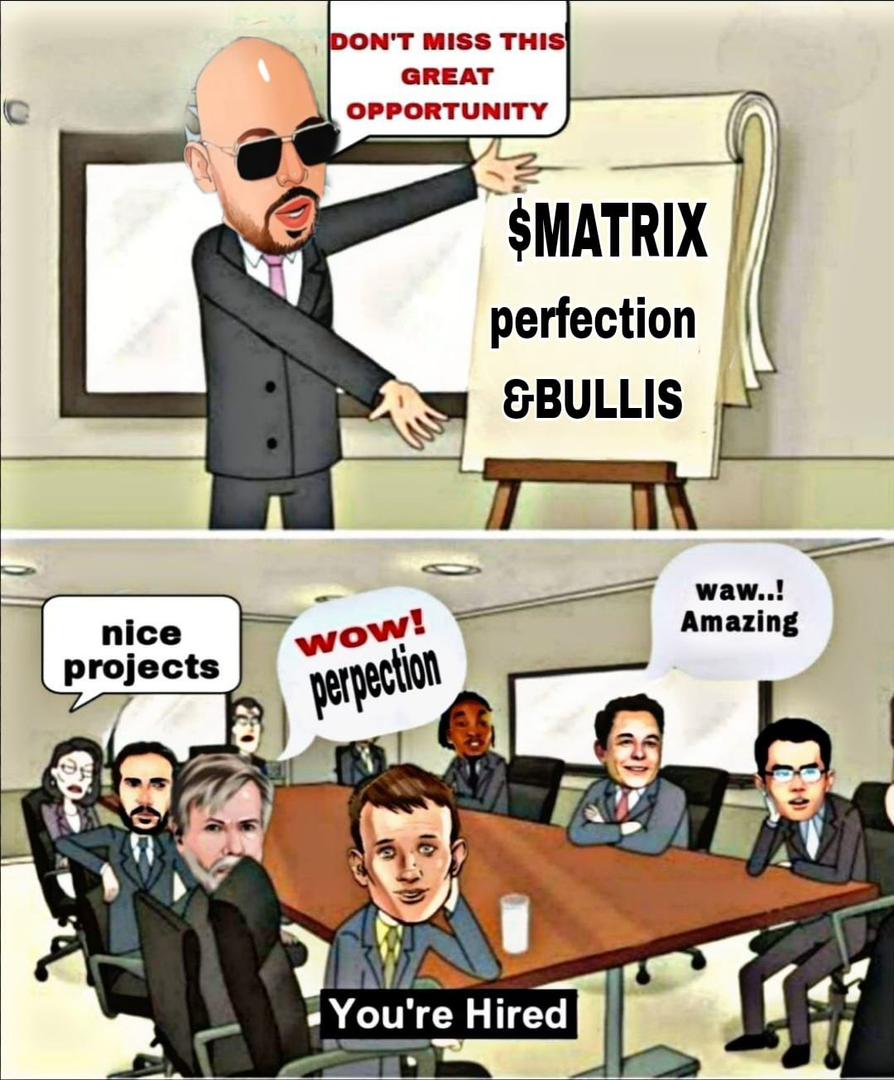 DON'T MISS THIS
GREAT
OPPORTUNITY
$MATRIX
perfection
&BULLIS
nice
projects
wow!
perpection
waw..!
Amazing
You're Hired